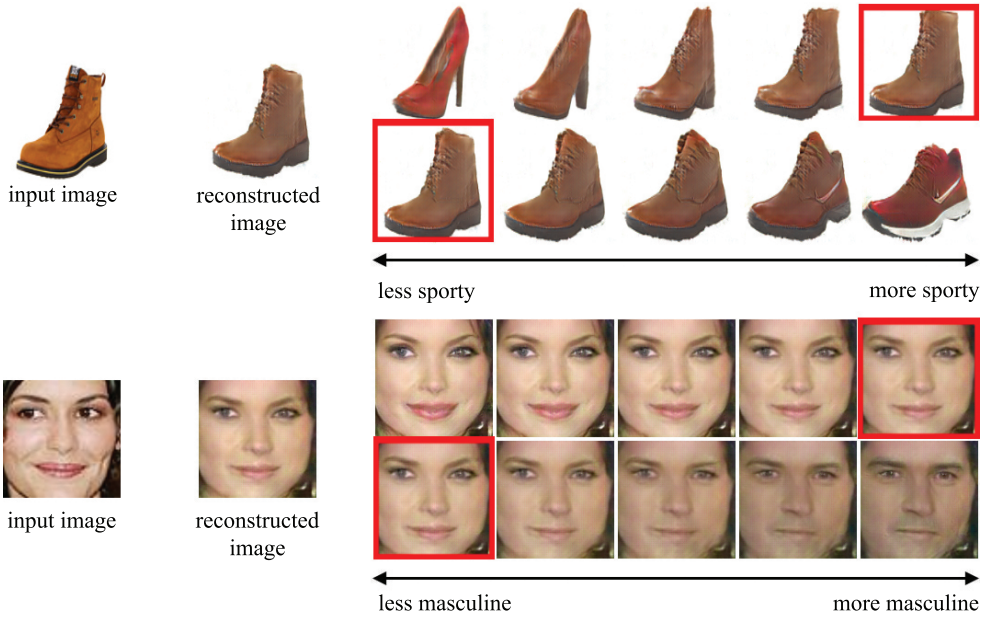 input image
reconstructed
image
less sporty
more sporty
input image
reconstructed
image
less masculine
more masculine